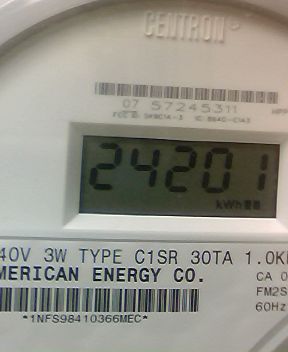 CENTRON®
07 57245311
24201
kWh
40V 3W TYPE C1SR 30TA 1.0K
MERICAN ENERGY CO.
CA 0
FM2S
60Hz
*1NFS98410366MEC*